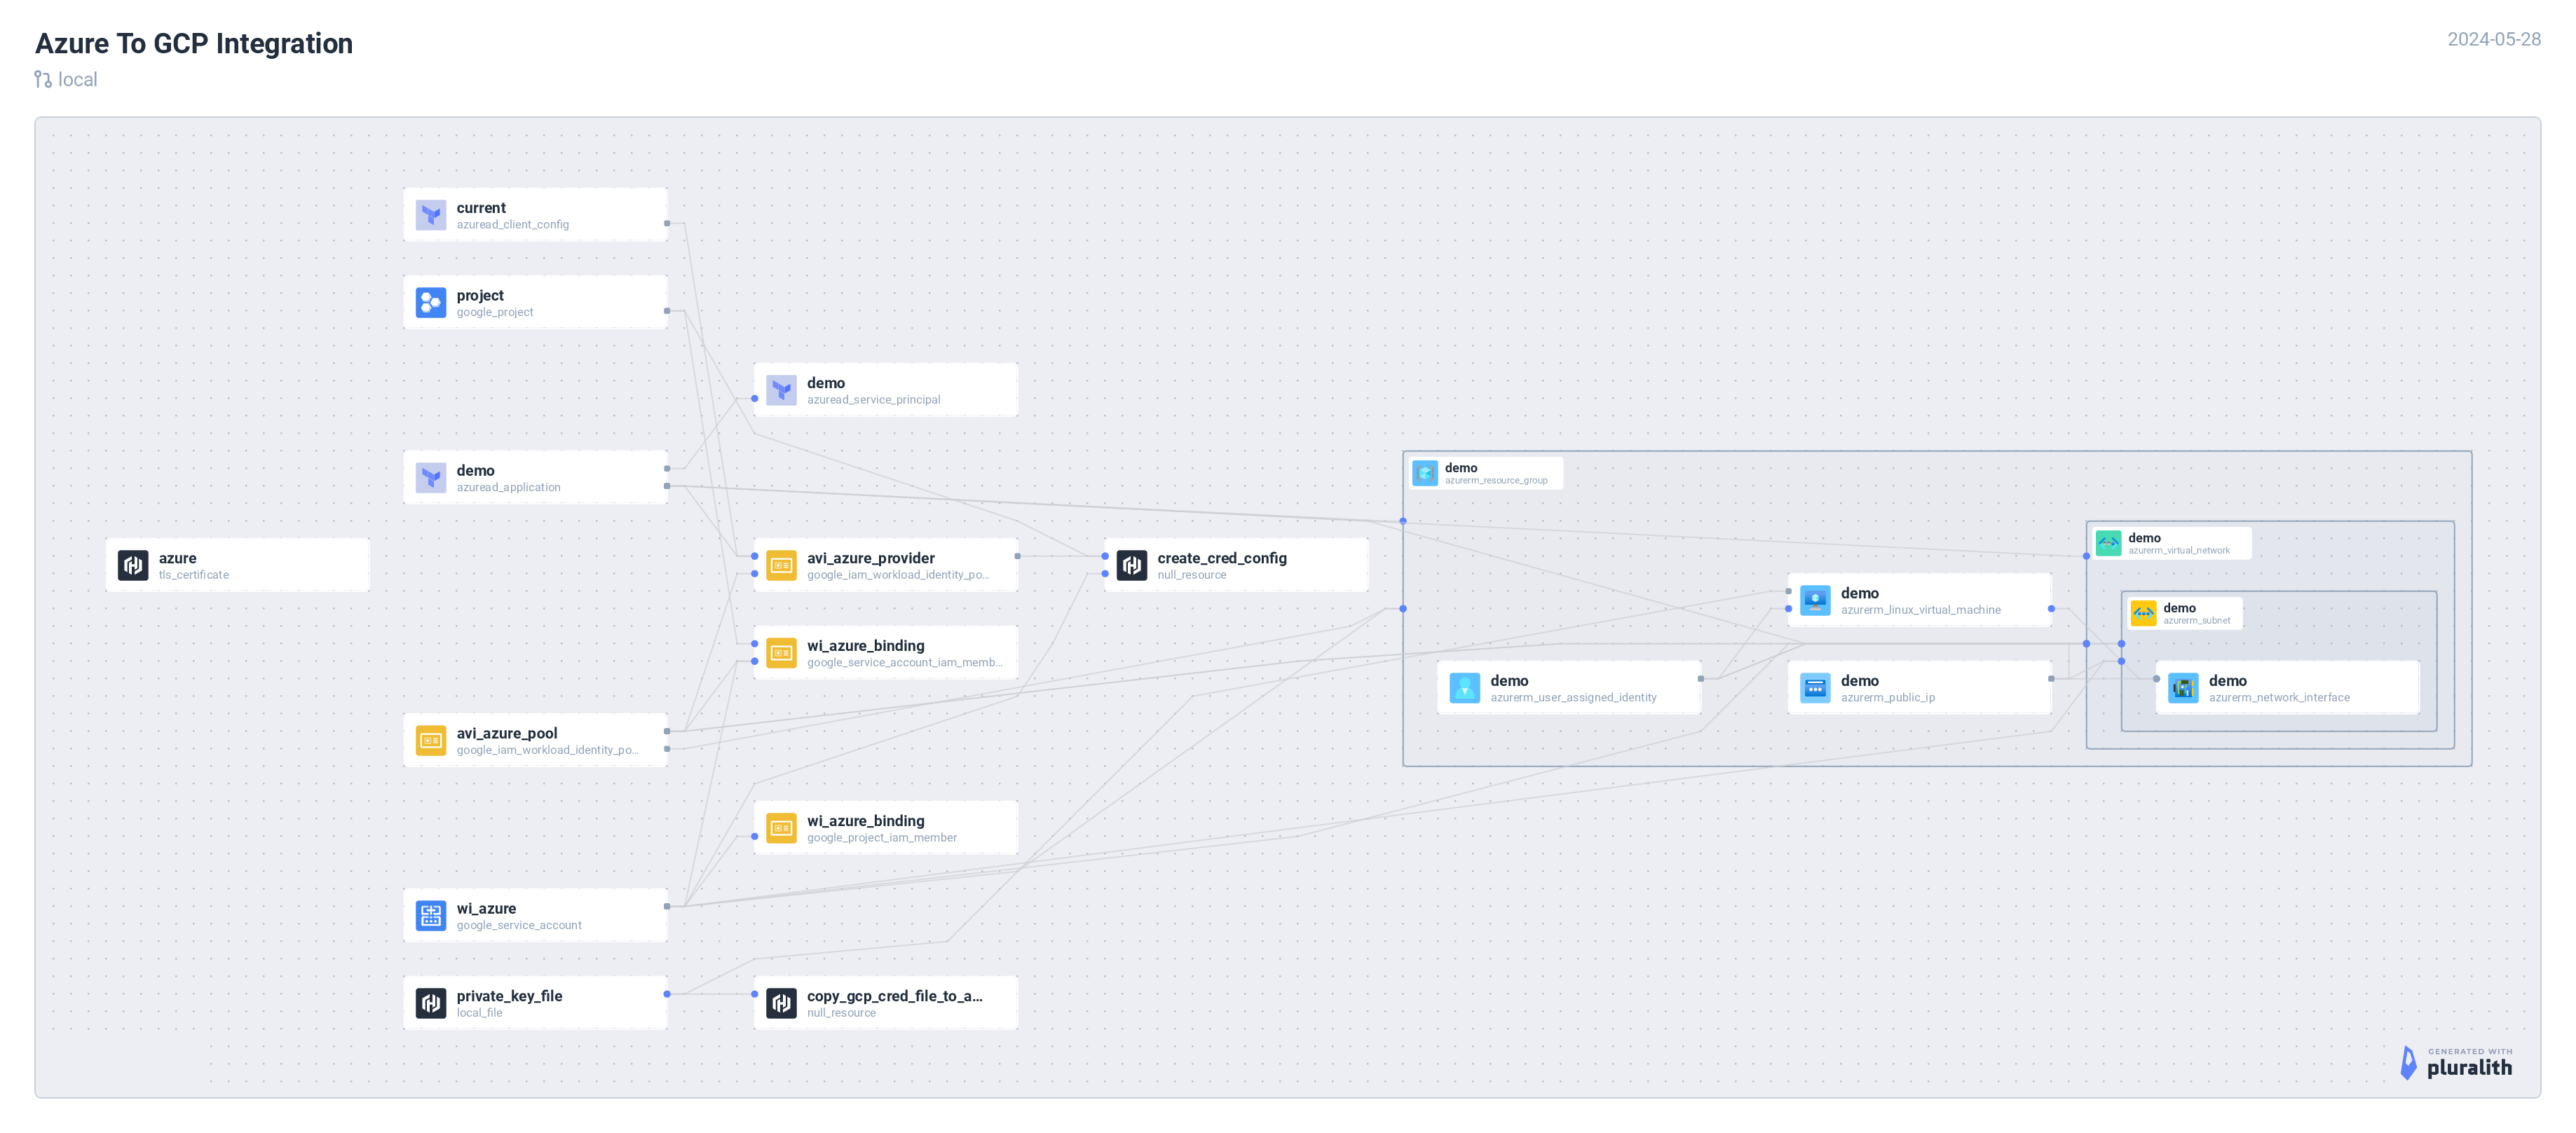 Azure To GCP Integration
2024-05-28
local
current
azuread_client_config
project
google_project
demo
azuread_service_principal
demo
azuread_application
demo
azurerm_resource_group
azure
tls_certificate
avi_azure_provider
google_iam_workload_identity_po...
create_cred_config
null_resource
demo
azurerm_virtual_network
demo
azurerm_linux_virtual_machine
demo
azurerm_subnet
wi_azure_binding
google_service_account_iam_memb...
demo
azurerm_user_assigned_identity
demo
azurerm_public_ip
demo
azurerm_network_interface
avi_azure_pool
google_iam_workload_identity_po...
wi_azure_binding
google_project_iam_member
wi_azure
google_service_account
private_key_file
local_file
copy_gcp_cred_file_to_a...
null_resource
GENERATED WITH
pluralith